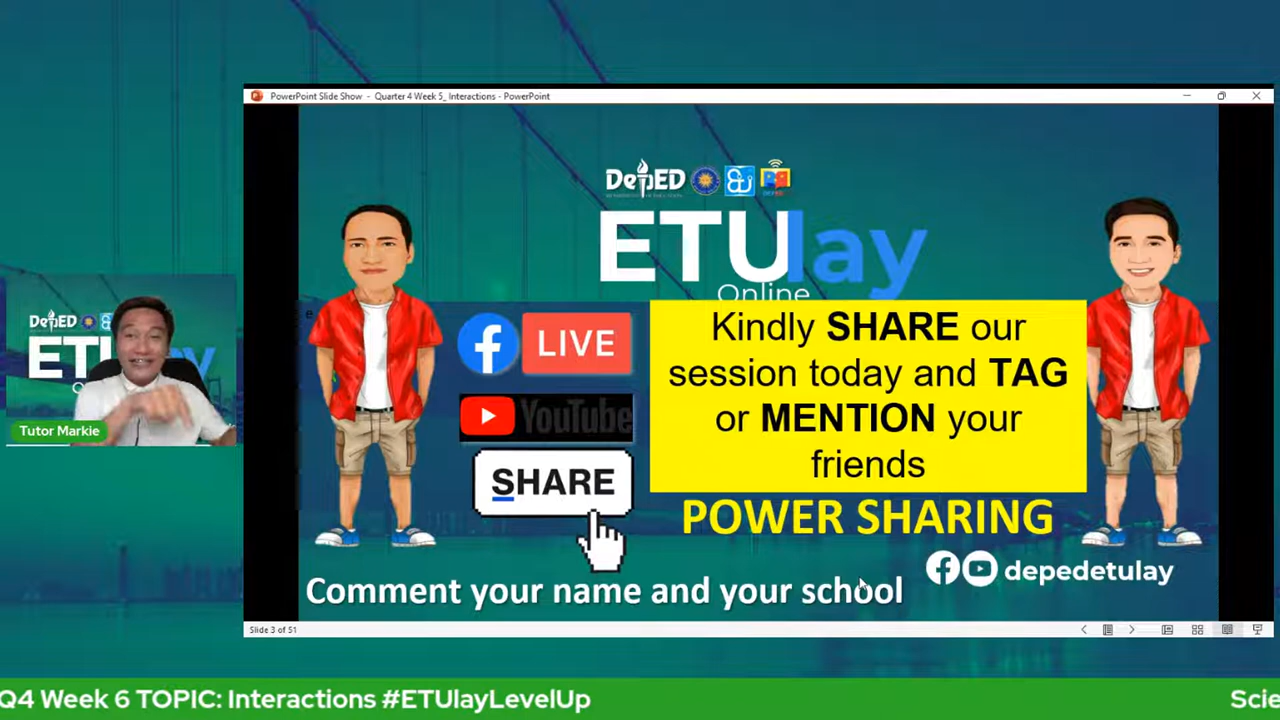 PowerPoint Slide Show - Quarter 4 Week 5_ Interactions - PowerPoint
DepED
ETUlay
Online
LIVE
YouTube
SHARE
Kindly SHARE our
session today and TAG
or MENTION your
friends
POWER SHARING
depedetulay
Comment your name and your school
Slide 3 of 51
DepED
Tutor Markie
Q4 Week 6 TOPIC: Interactions #ETUlayLevelUp
Scie